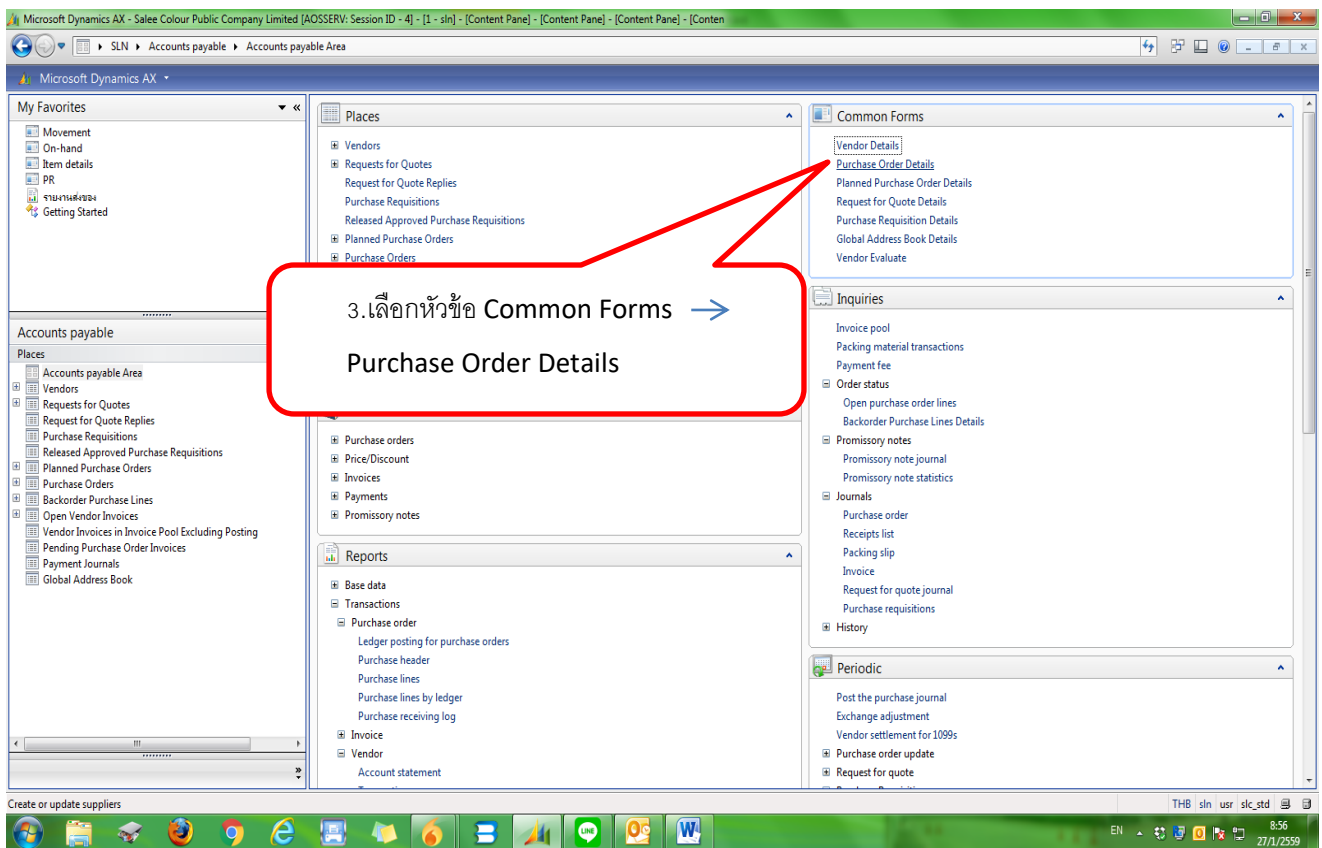 Microsoft Dynamics AX - Salee Colour Public Company Limited [AOSSERV: Session ID - 4] - [1 - sln] - [Content Pane] - [Content Pane] - [Content Pane] - [Conten
SLN Accounts payable Accounts payable Area
Microsoft Dynamics AX
My Favorites
Movement
On-hand
Item details
PR
รายงานส่งของ
Getting Started
Accounts payable
Places
Accounts payable Area
Vendors
Requests for Quotes
Request for Quote Replies
Purchase Requisitions
Released Approved Purchase Requisitions
Planned Purchase Orders
Purchase Orders
Backorder Purchase Lines
Open Vendor Invoices
Vendor Invoices in Invoice Pool Excluding Posting
Pending Purchase Order Invoices
Payment Journals
Global Address Book
Places
Vendors
Requests for Quotes
Request for Quote Replies
Purchase Requisitions
Released Approved Purchase Requisitions
Planned Purchase Orders
Purchase Orders
3.เลือกหัวข้อ Common Forms →
Purchase Order Details
Purchase orders
Price/Discount
Invoices
Payments
Promissory notes
Reports
Base data
Transactions
Purchase order
Ledger posting for purchase orders
Purchase header
Purchase lines
Purchase lines by ledger
Purchase receiving log
Invoice
Vendor
Account statement
Common Forms
Vendor Details
Purchase Order Details
Planned Purchase Order Details
Request for Quote Details
Purchase Requisition Details
Global Address Book Details
Vendor Evaluate
Inquiries
Invoice pool
Packing material transactions
Payment fee
Order status
Open purchase order lines
Backorder Purchase Lines Details
Promissory notes
Promissory note journal
Promissory note statistics
Journals
Purchase order
Receipts list
Packing slip
Invoice
Request for quote journal
Purchase requisitions
History
Periodic
Post the purchase journal
Exchange adjustment
Vendor settlement for 1099s
Purchase order update
Request for quote
Create or update suppliers
THB sln usr slc_std
LINE
EN
8:56
27/1/2559